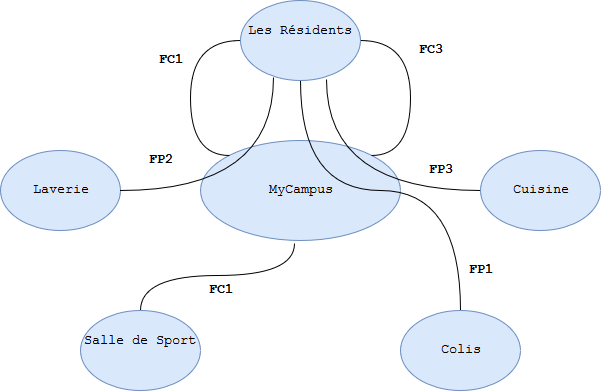 Les Résidents
FC1
FC3
FP2
FP3
Laverie
MyCampus
Cuisine
FP1
FC1
Salle de Sport
Colis